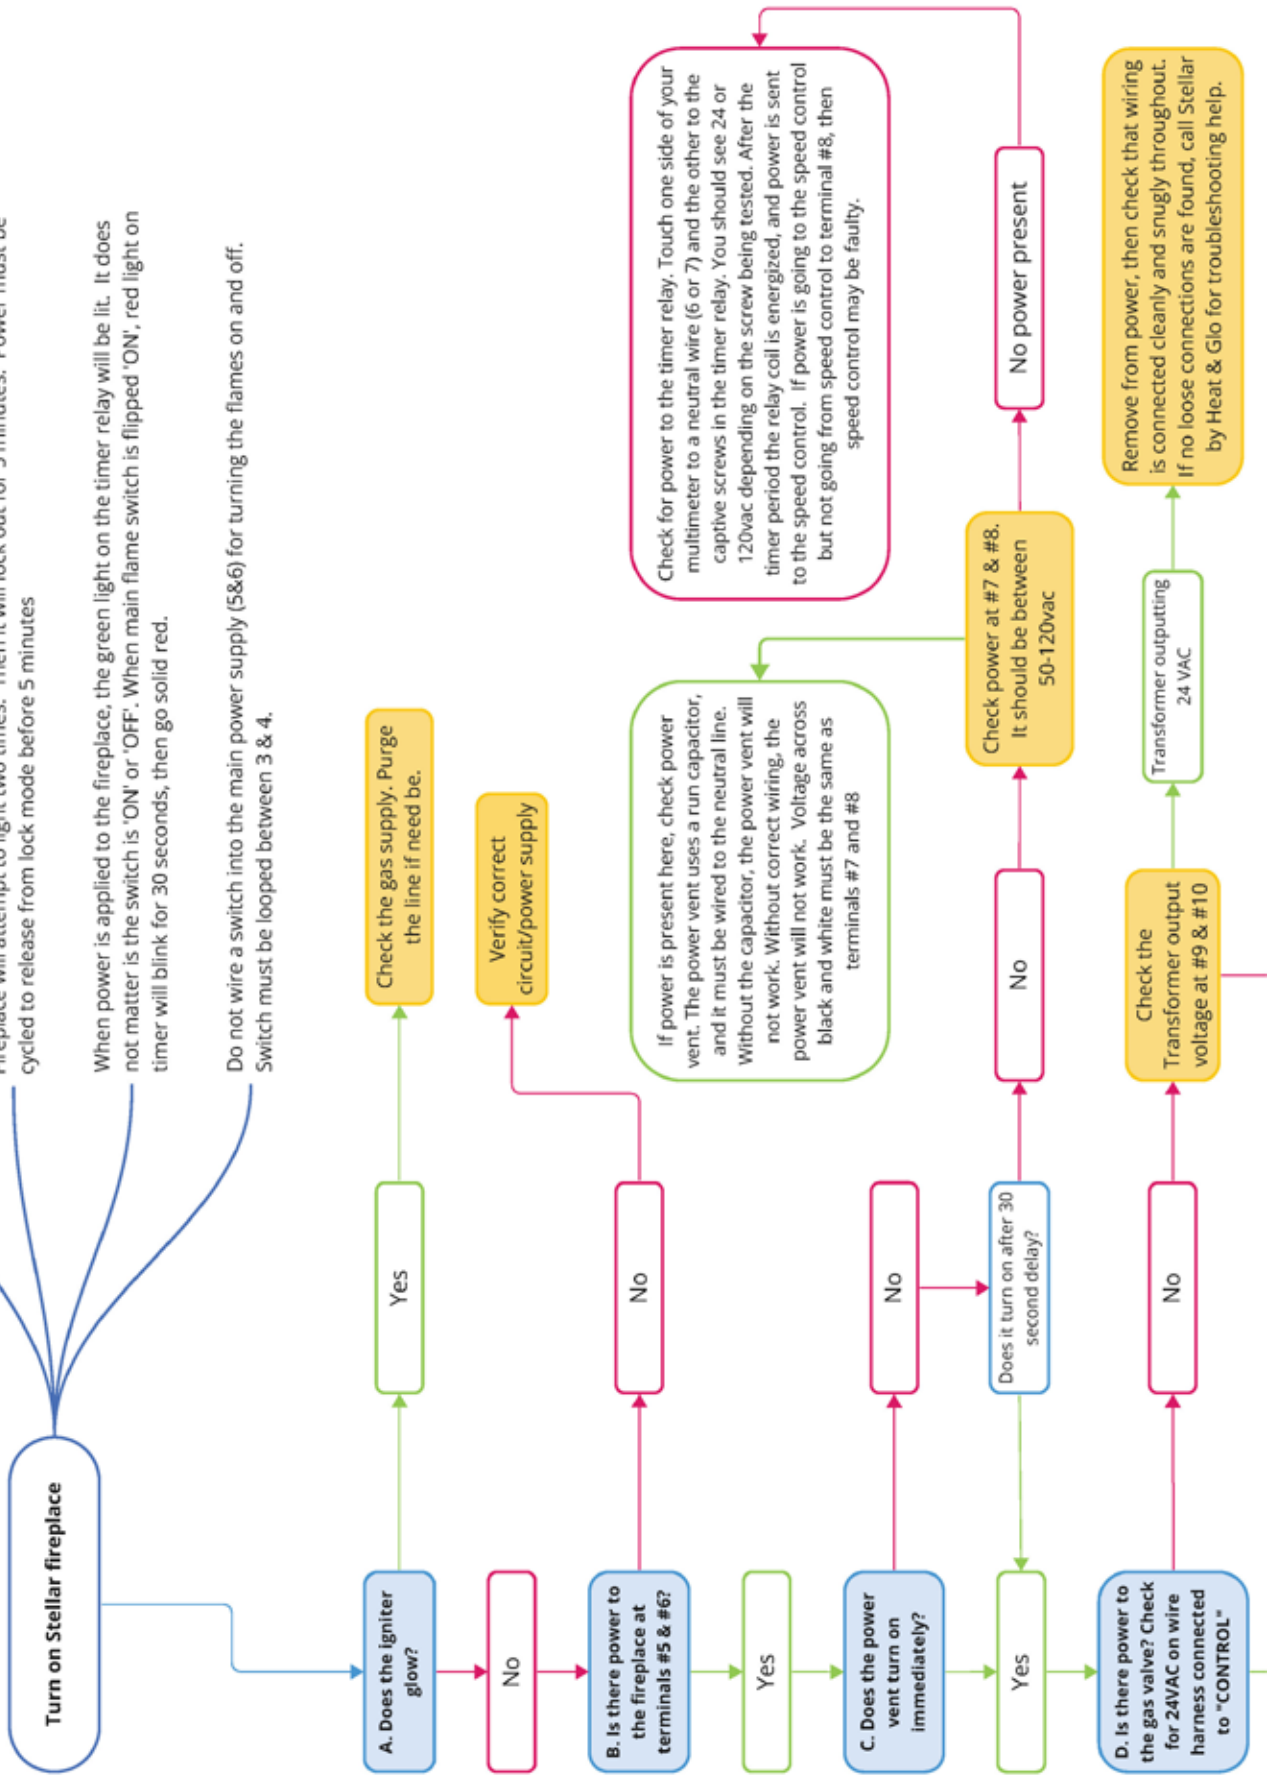 Turn on Stellar fireplace
cycled to release from lock mode before 5 minutes
When power is applied to the fireplace, the green light on the timer relay will be lit. It does
not matter is the switch is 'ON' or 'OFF'. When main flame switch is flipped 'ON', red light on
timer will blink for 30 seconds, then go solid red.
Do not wire a switch into the main power supply (5&6) for turning the flames on and off.
Switch must be looped between 3 & 4.
A. Does the igniter
glow?
Yes
Check the gas supply. Purge
the line if need be.
No
B. Is there power to
the fireplace at
terminals #5 & #6?
No
Verify correct
circuit/power supply
Yes
C. Does the power
vent turn on
immediately?
No
Does it turn on after 30
second delay?
No
Check power at #7 & #8.
It should be between
50-120vac
If power is present here, check power
vent. The power vent uses a run capacitor,
and it must be wired to the neutral line.
Without the capacitor, the power vent will
not work. Without correct wiring, the
power vent will not work. Voltage across
black and white must be the same as
terminals #7 and #8
No power present
Check for power to the timer relay. Touch one side of your
multimeter to a neutral wire (6 or 7) and the other to the
captive screws in the timer relay. You should see 24 or
120vac depending on the screw being tested. After the
timer period the relay coil is energized, and power is sent
to the speed control. If power is going to the speed control
but not going from speed control to terminal #8, then
speed control may be faulty.
Yes
D. Is there power to
the gas valve? Check
for 24VAC on wire
harness connected
to "CONTROL"
No
Check the
Transformer output
voltage at #9 & #10
Transformer outputting
24 VAC
Remove from power, then check that wiring
is connected cleanly and snugly throughout.
If no loose connections are found, call Stellar
by Heat & Glo for troubleshooting help.